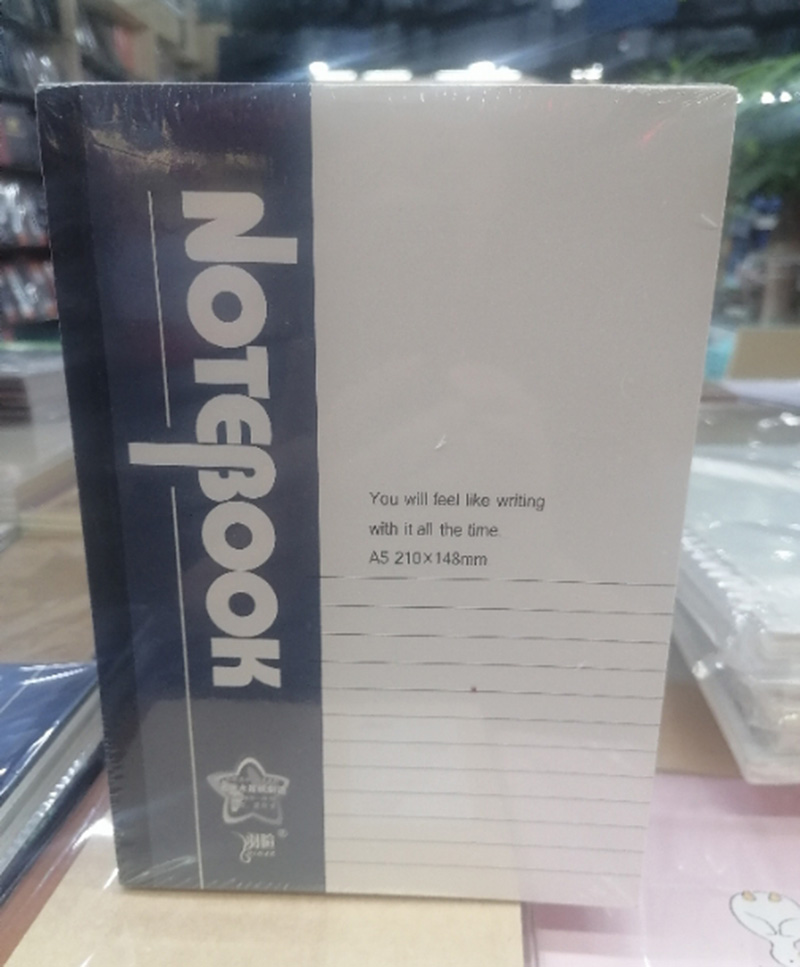 NOTEBOOK
You will feel like writing
with it all the time.
A5 210×148mm